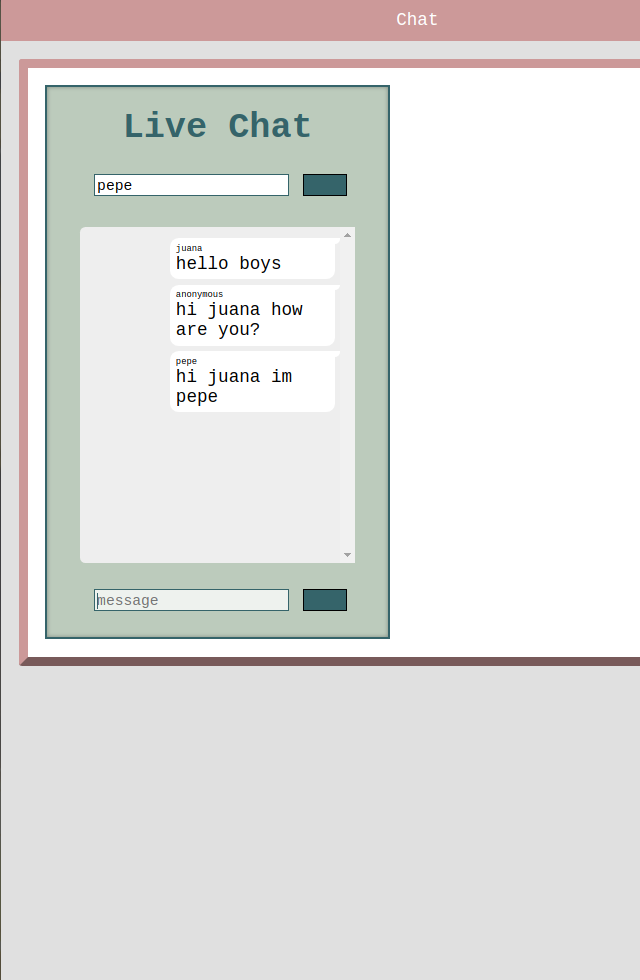 Chat
Live Chat
pepe
juana
hello boys
anonymous
hi juana how
are you?
pepe
hi juana im
pepe
message